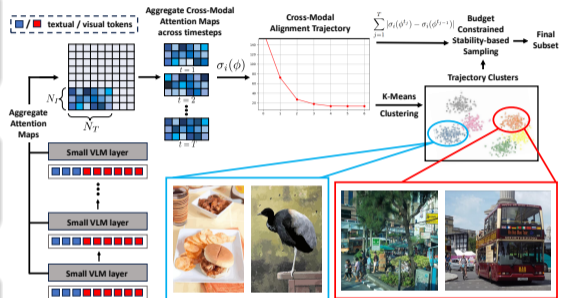 textual / visual tokens
Aggregate Cross-Modal
Attention Maps
across timesteps
Cross-Modal
Alignment Trajectory
Budget
Constrained
Stability-based
Sampling
Final
Subset
t = 1
t = 2
σᵢ(φ)
N_I
N_T
Aggregate
Attention
Maps
K-Means
Clustering
Trajectory Clusters
Small VLM layer
Small VLM layer
Small VLM layer